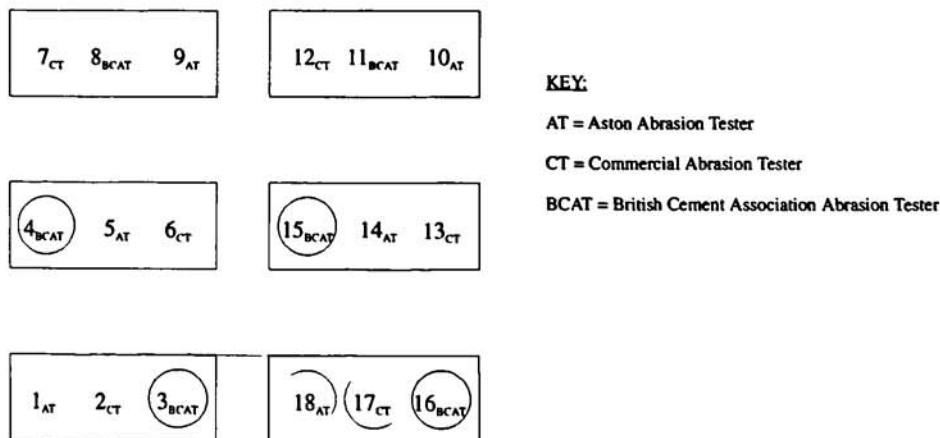 7CT 8BCAT 9AT
12CT 11BCAT 10AT
4BCAT 5AT 6CT
15BCAT 14AT 13CT
1AT 2CT 3BCAT
18AT 17CT 16BCAT
KEY:
AT = Aston Abrasion Tester
CT = Commercial Abrasion Tester
BCAT = British Cement Association Abrasion Tester